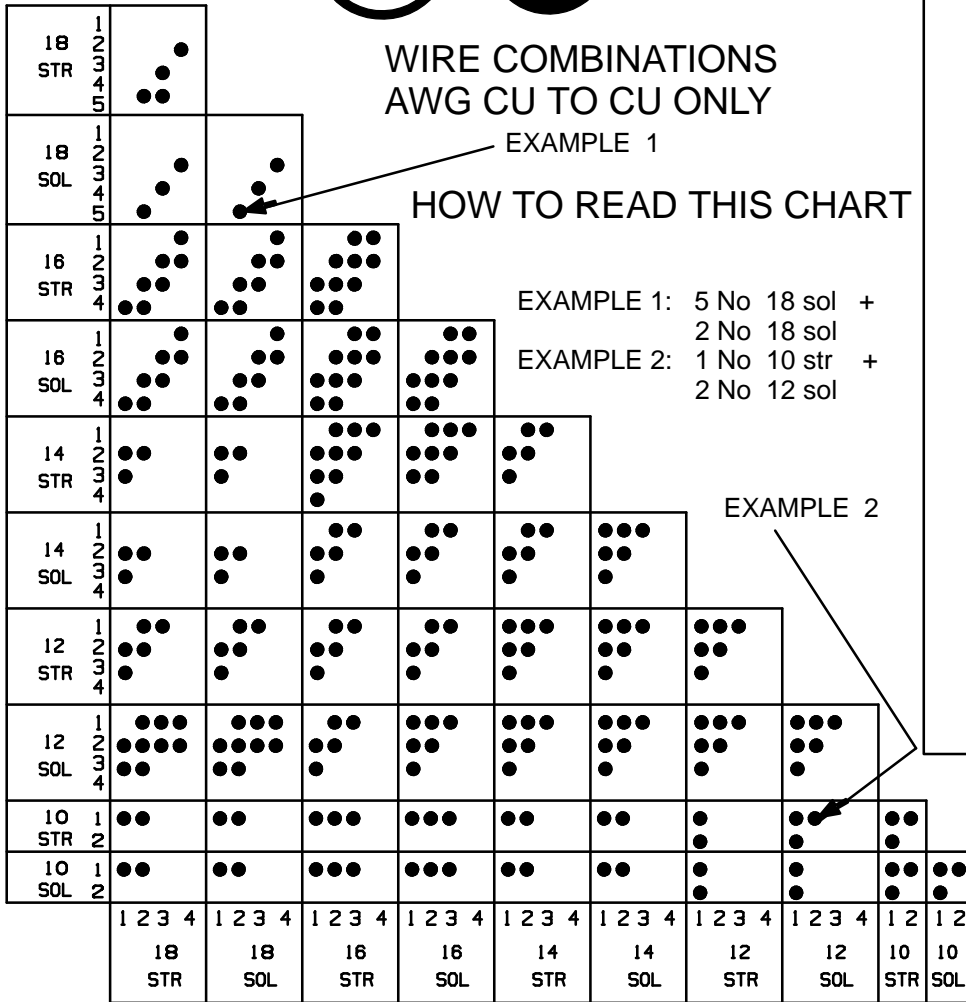 WIRE COMBINATIONS
AWG CU TO CU ONLY
EXAMPLE 1
HOW TO READ THIS CHART
EXAMPLE 1: 5 No 18 sol +
2 No 18 sol
EXAMPLE 2: 1 No 10 str +
2 No 12 sol
EXAMPLE 2
18 STR 1 2 3 4 5
18 SOL 1 2 3 4 5
16 STR 1 2 3 4
16 SOL 1 2 3 4
14 STR 1 2 3 4
14 SOL 1 2 3 4
12 STR 1 2 3 4
12 SOL 1 2 3 4
10 STR 1 2
10 SOL 1 2
1 2 3 4 1 2 3 4 1 2 3 4 1 2 3 4 1 2 3 4 1 2 3 4 1 2 3 4 1 2 3 4 1 2 1 2
18 18 16 16 14 14 12 12 10 10
STR SOL STR SOL STR SOL STR SOL STR SOL